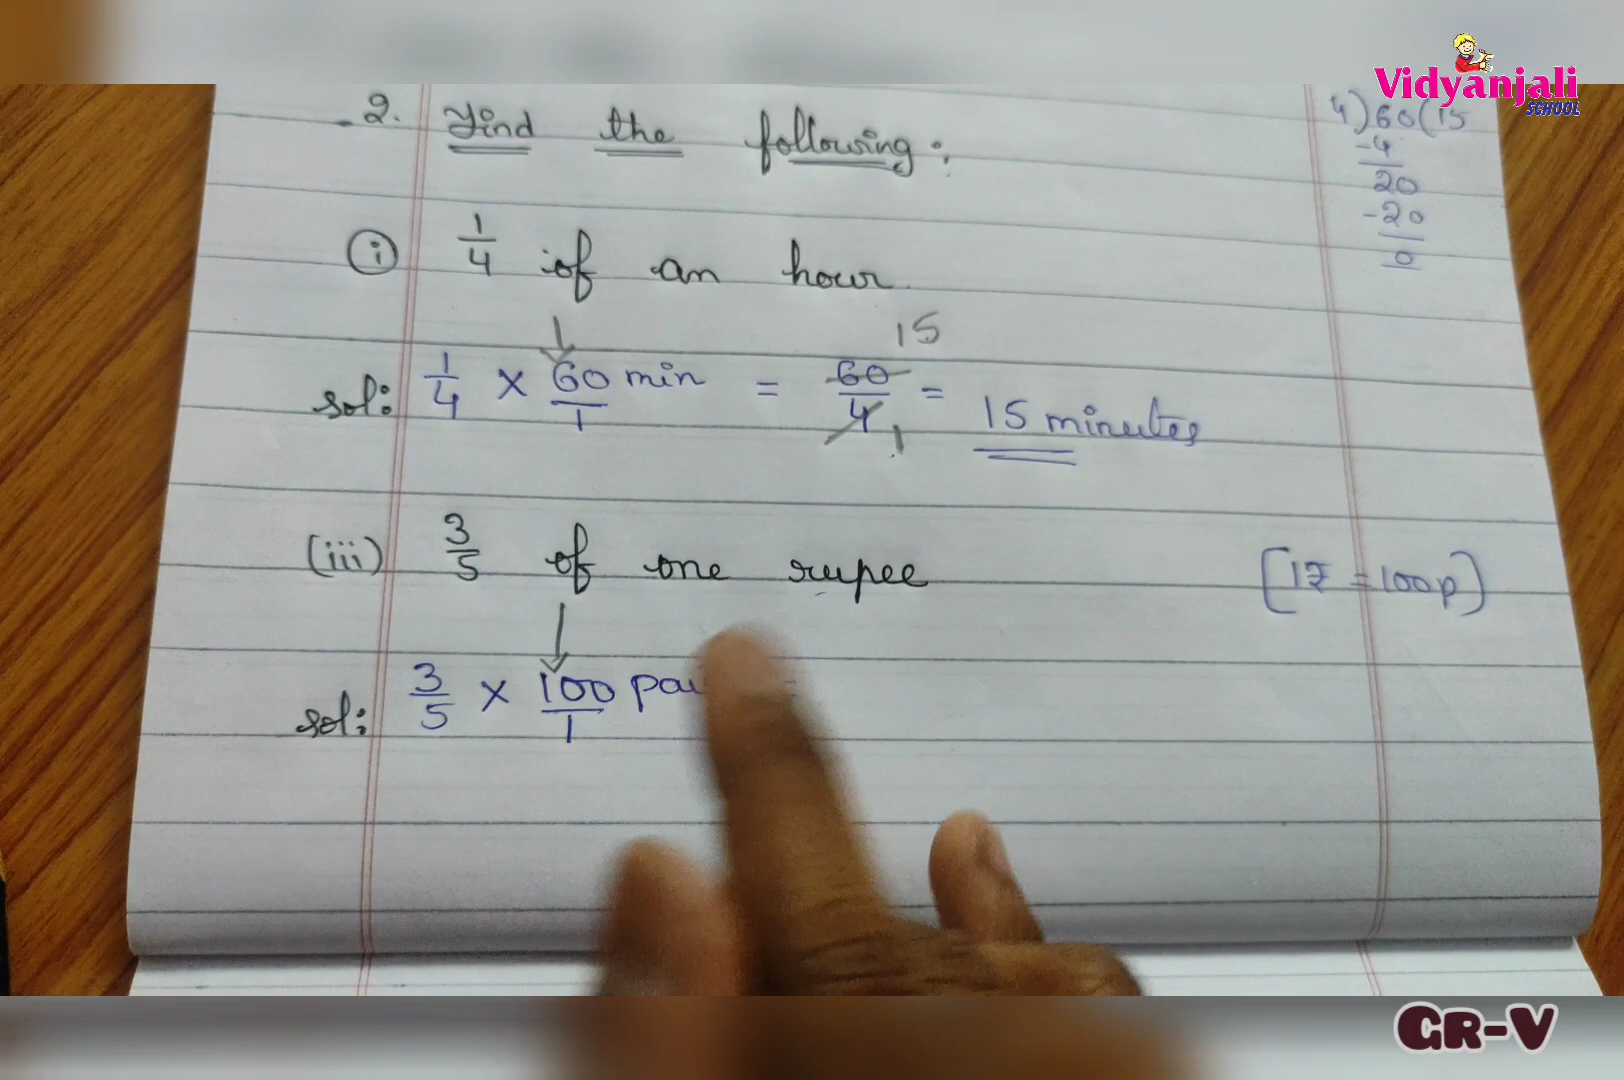 Vidyanjali
SCHOOL
2. Find the following:
4)60(15
-4
20
-20
0
(i) 1/4 of an hour.
sol: 1/4 × 60/1 min = 60/4 = 15 minutes
15
1
(iii) 3/5 of one rupee
[1₹ = 100p]
sol: 3/5 × 100/1 =
GR-V